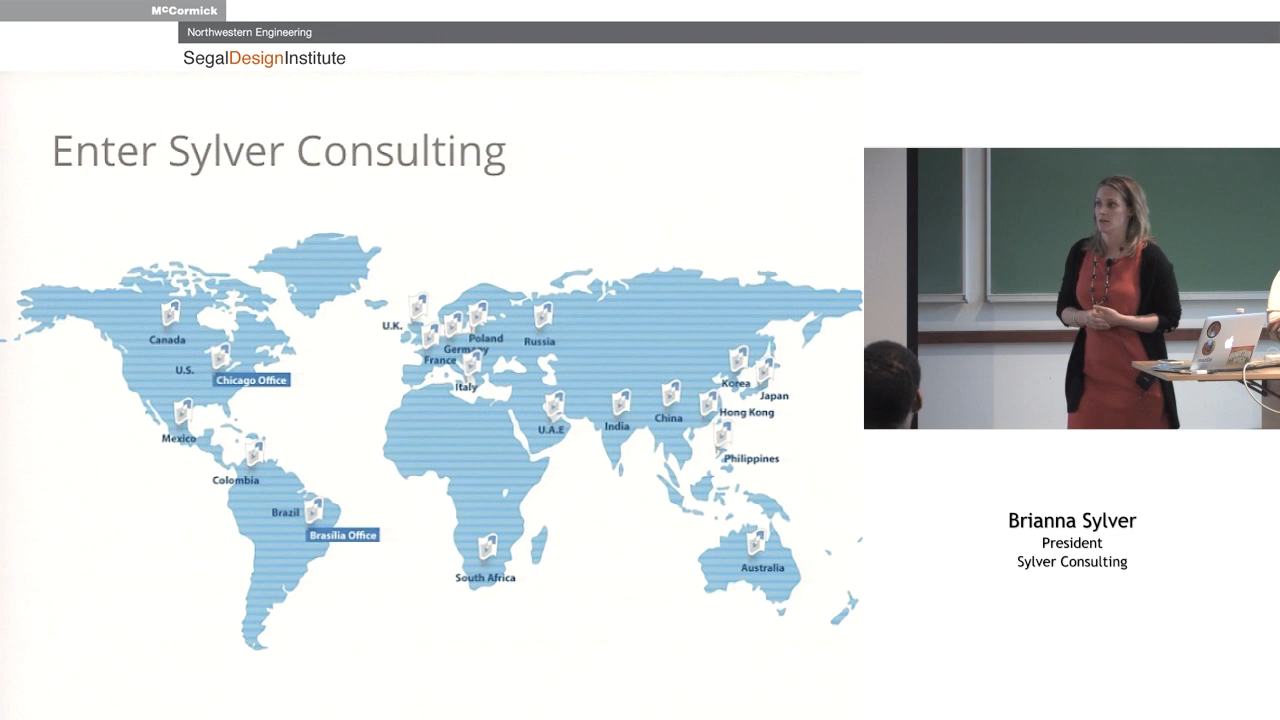 McCormick
Northwestern Engineering
SegalDesignInstitute
Enter Sylver Consulting
Canada
U.S.
Chicago Office
Mexico
Colombia
Brazil
Brasília Office
U.K.
Poland
Germany
France
Italy
Russia
U.A.E
India
China
Korea
Japan
Hong Kong
Philippines
South Africa
Australia
Brianna Sylver
President
Sylver Consulting